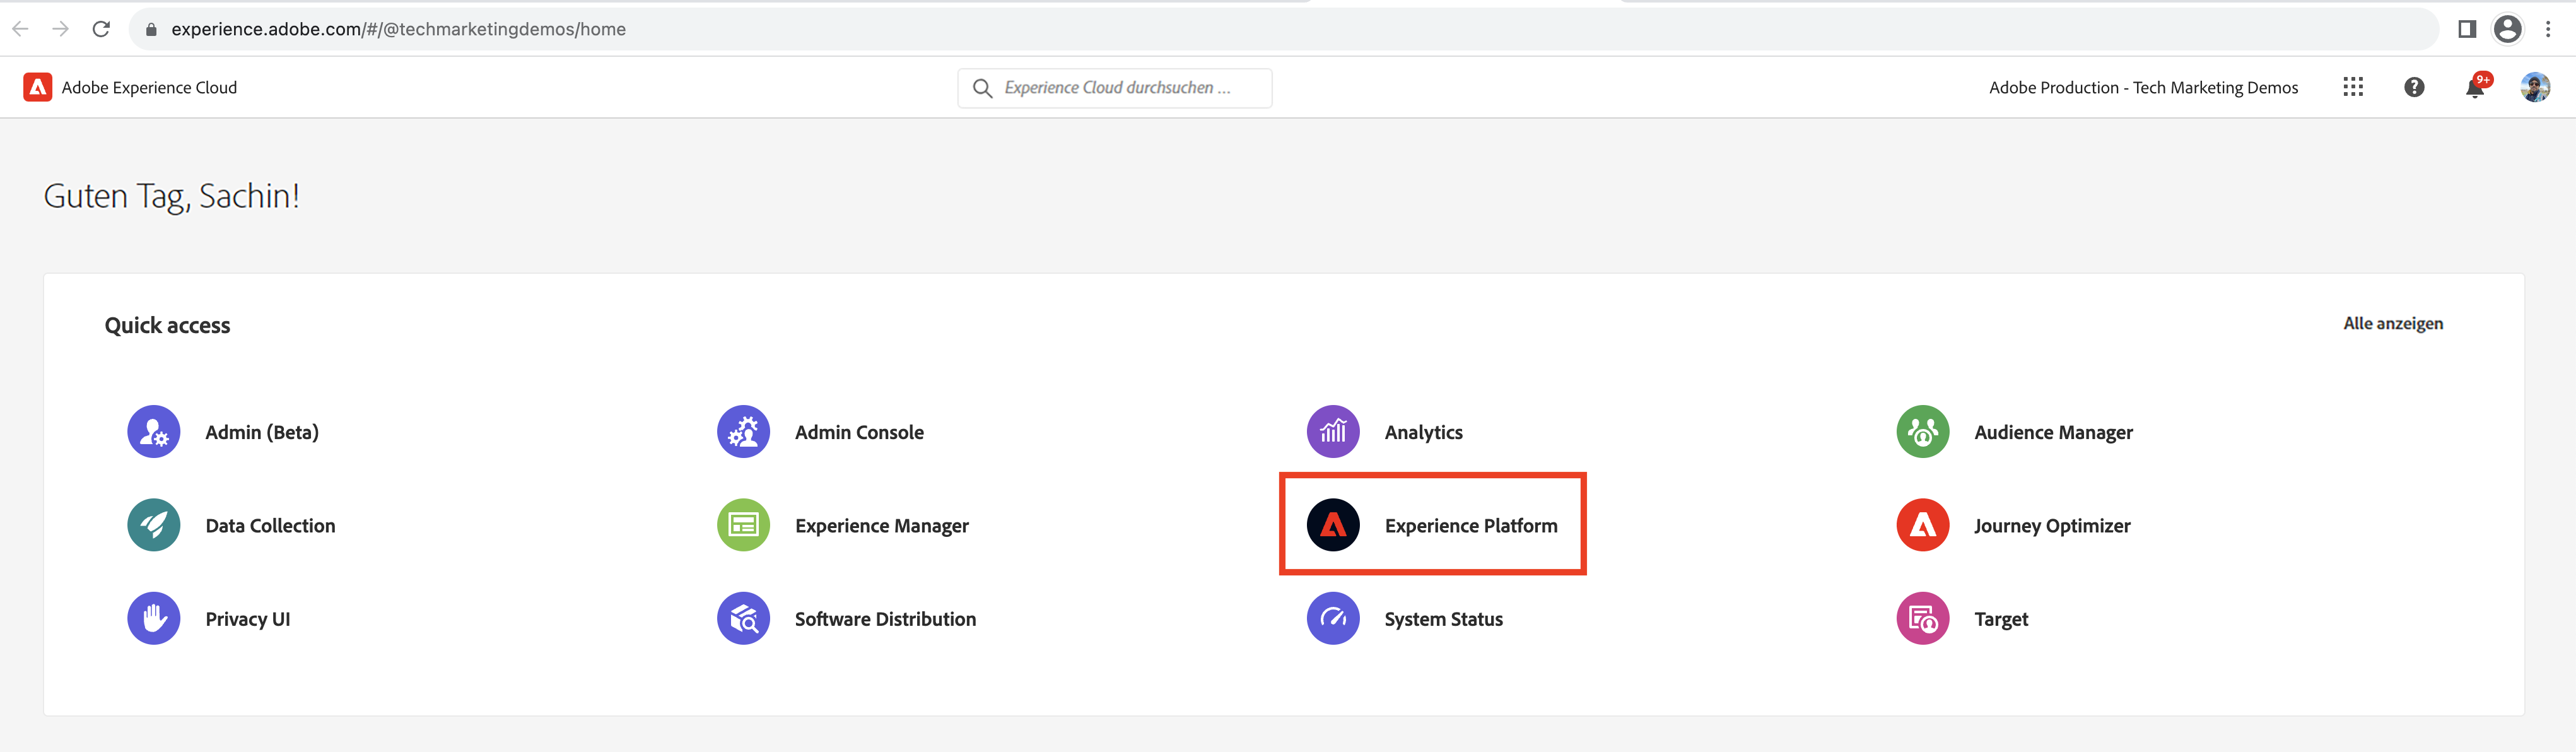 experience.adobe.com/#/@techmarketingdemos/home
Adobe Experience Cloud
Experience Cloud durchsuchen ...
Adobe Production - Tech Marketing Demos
9+
Guten Tag, Sachin!
Quick access
Alle anzeigen
Admin (Beta)
Admin Console
Analytics
Audience Manager
Data Collection
Experience Manager
Experience Platform
Journey Optimizer
Privacy UI
Software Distribution
System Status
Target